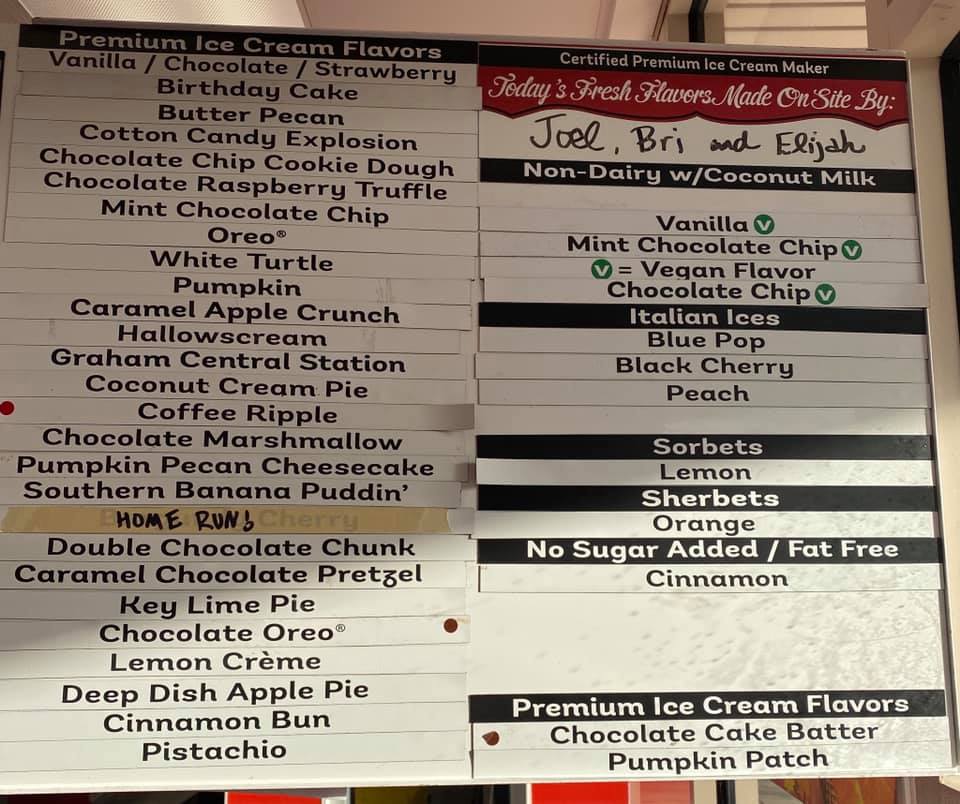 Premium Ice Cream Flavors
Vanilla / Chocolate / Strawberry
Birthday Cake
Butter Pecan
Cotton Candy Explosion
Chocolate Chip Cookie Dough
Chocolate Raspberry Truffle
Mint Chocolate Chip
Oreo®
White Turtle
Pumpkin
Caramel Apple Crunch
Hallowscream
Graham Central Station
Coconut Cream Pie
Coffee Ripple
Chocolate Marshmallow
Pumpkin Pecan Cheesecake
Southern Banana Puddin’
HOME RUN! Cherry
Double Chocolate Chunk
Caramel Chocolate Pretzel
Key Lime Pie
Chocolate Oreo®
Lemon Crème
Deep Dish Apple Pie
Cinnamon Bun
Pistachio
Certified Premium Ice Cream Maker
Today's Fresh Flavors Made On Site By:
Joel, Bri and Elijah
Non-Dairy w/Coconut Milk
Vanilla V
Mint Chocolate Chip V
V = Vegan Flavor
Chocolate Chip V
Italian Ices
Blue Pop
Black Cherry
Peach
Sorbets
Lemon
Sherbets
Orange
No Sugar Added / Fat Free
Cinnamon
Premium Ice Cream Flavors
Chocolate Cake Batter
Pumpkin Patch